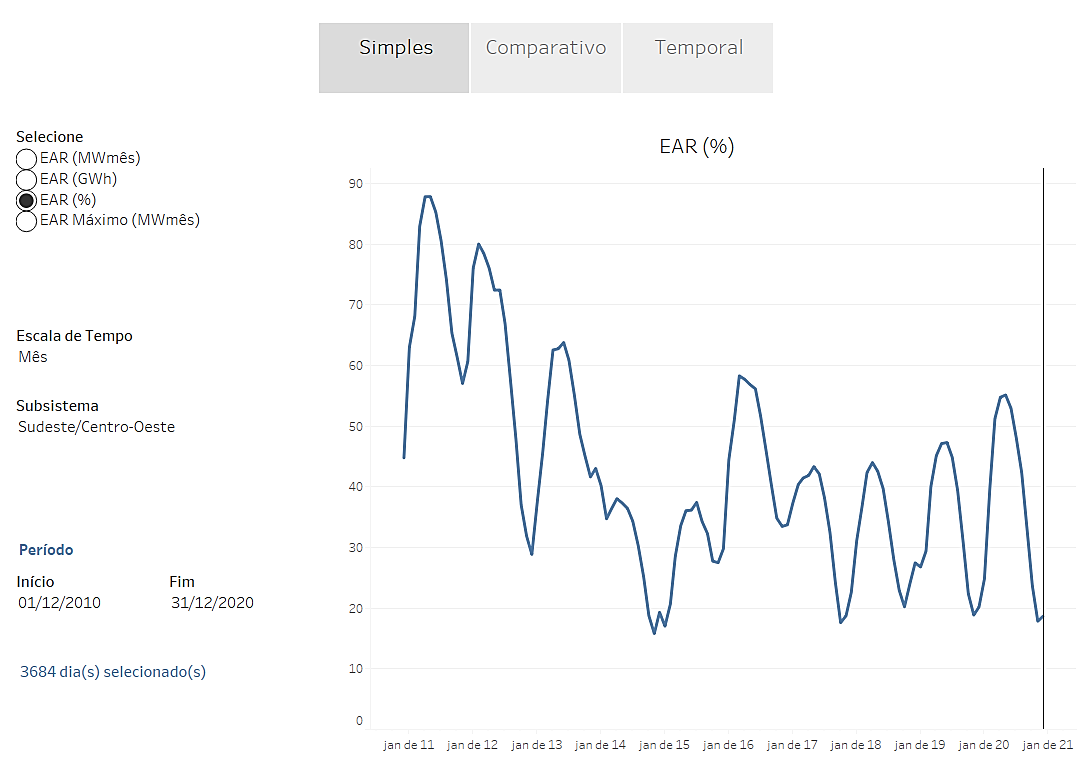 Simples
Comparativo
Temporal
Selecione
EAR (MWmês)
EAR (GWh)
EAR (%)
EAR Máximo (MWmês)
Escala de Tempo
Mês
Subsistema
Sudeste/Centro-Oeste
Período
Início Fim
01/12/2010 31/12/2020
3684 dia(s) selecionado(s)
EAR (%)
90
80
70
60
50
40
30
20
10
0
jan de 11 jan de 12 jan de 13 jan de 14 jan de 15 jan de 16 jan de 17 jan de 18 jan de 19 jan de 20 jan de 21